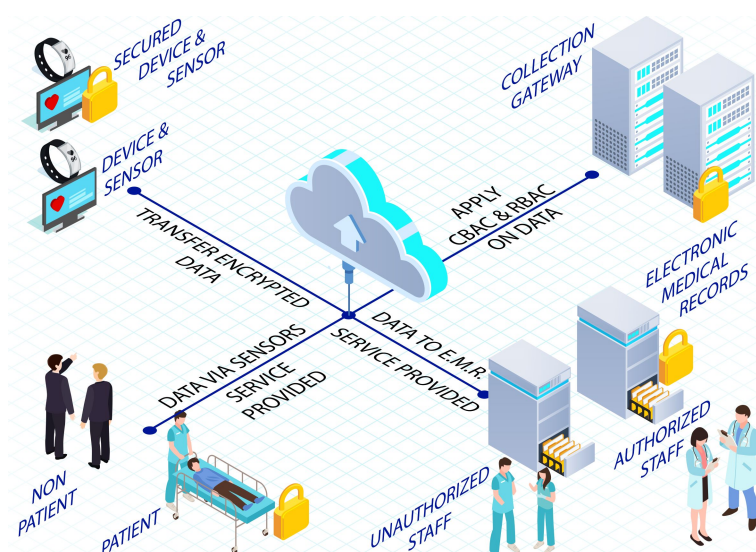 SECURED
DEVICE &
SENSOR
COLLECTION
GATEWAY
DEVICE &
SENSOR
TRANSFER ENCRYPTED
DATA
APPLY
CBAC & RBAC
ON DATA
ELECTRONIC
MEDICAL
RECORDS
DATA VIA SENSORS
SERVICE
PROVIDED
DATA TO E.M.R.
SERVICE PROVIDED
NON
PATIENT
PATIENT
UNAUTHORIZED
STAFF
AUTHORIZED
STAFF